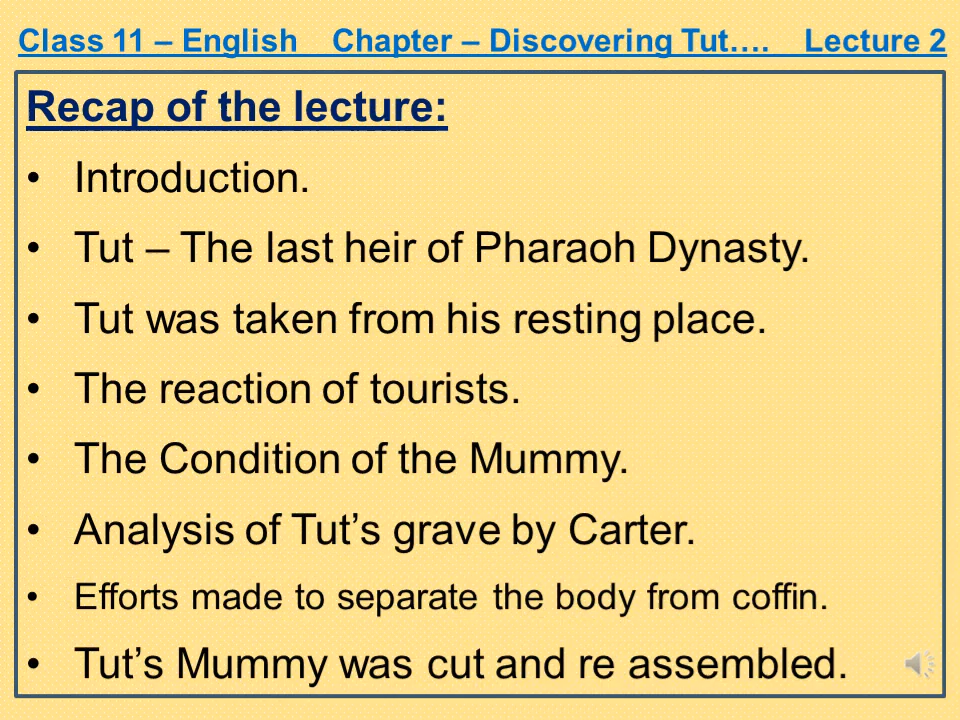 Class 11 – English    Chapter – Discovering Tut….    Lecture 2
Recap of the lecture:
• Introduction.
• Tut – The last heir of Pharaoh Dynasty.
• Tut was taken from his resting place.
• The reaction of tourists.
• The Condition of the Mummy.
• Analysis of Tut’s grave by Carter.
• Efforts made to separate the body from coffin.
• Tut’s Mummy was cut and re assembled.